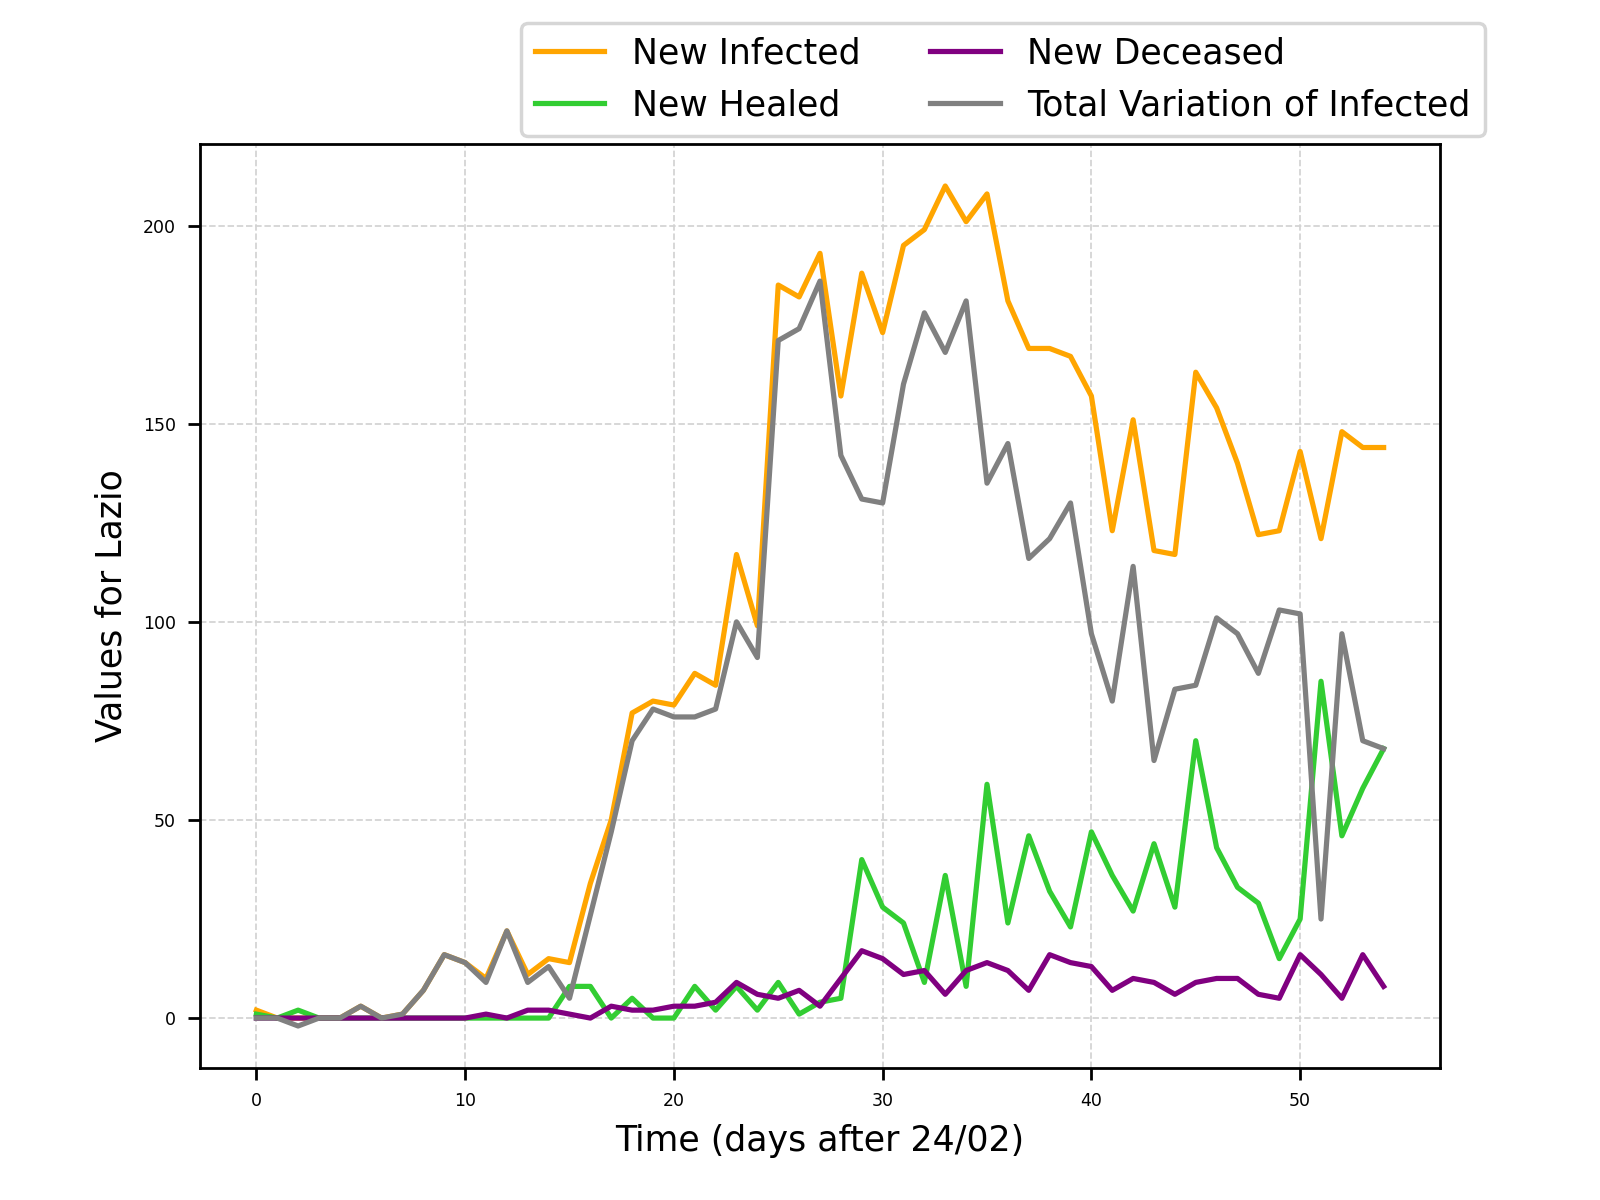 New Infected
New Healed
New Deceased
Total Variation of Infected
Values for Lazio
200
150
100
50
0
0 10 20 30 40 50
Time (days after 24/02)